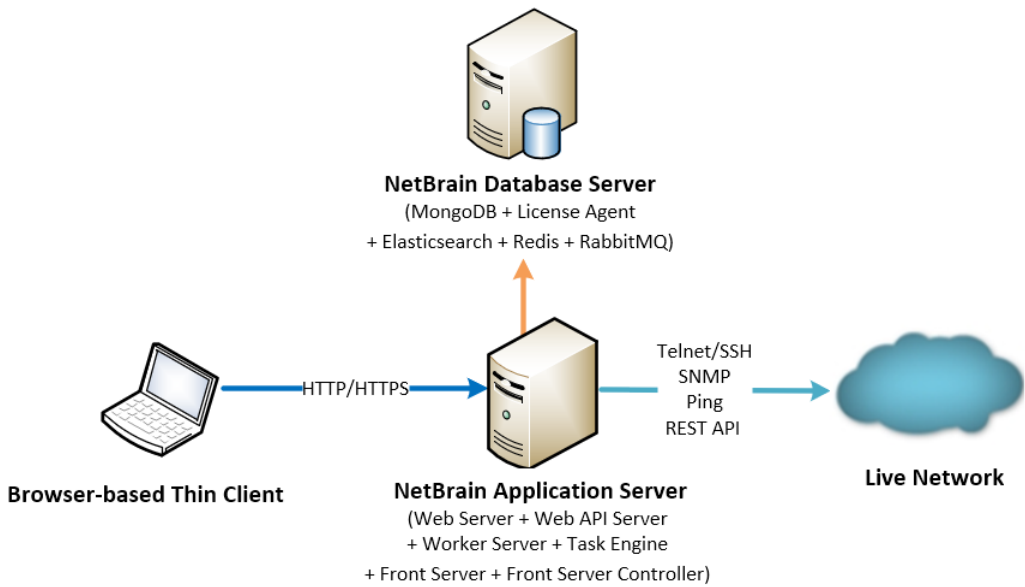 NetBrain Database Server
(MongoDB + License Agent
+ Elasticsearch + Redis + RabbitMQ)
HTTP/HTTPS
Telnet/SSH
SNMP
Ping
REST API
Browser-based Thin Client
NetBrain Application Server
(Web Server + Web API Server
+ Worker Server + Task Engine
+ Front Server + Front Server Controller)
Live Network